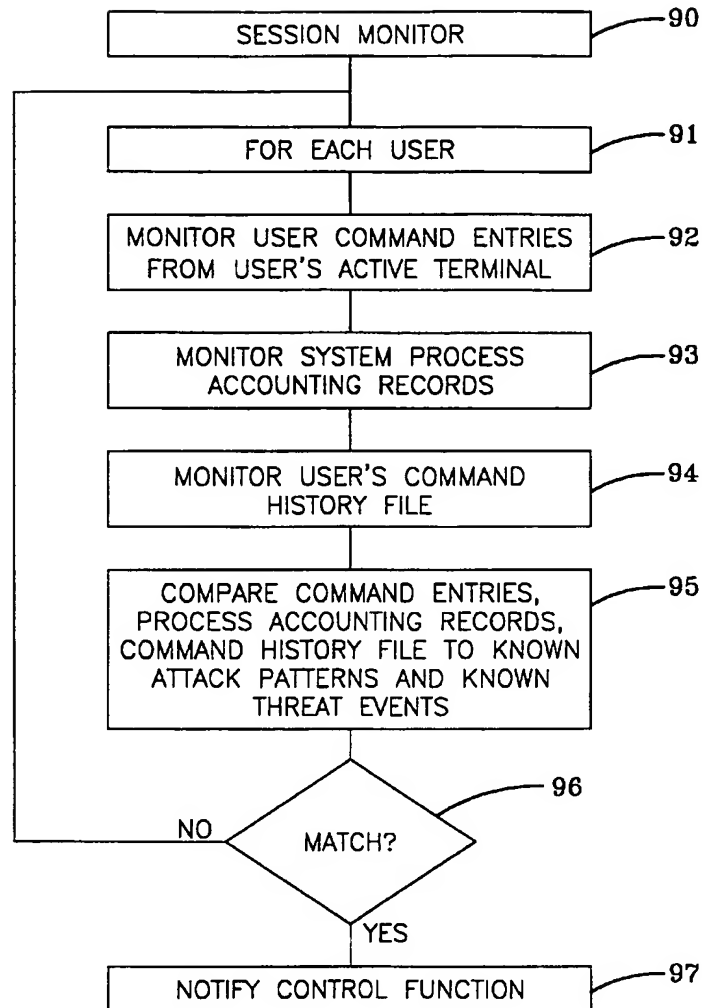 SESSION MONITOR
90
FOR EACH USER
91
MONITOR USER COMMAND ENTRIES
FROM USER'S ACTIVE TERMINAL
92
MONITOR SYSTEM PROCESS
ACCOUNTING RECORDS
93
MONITOR USER'S COMMAND
HISTORY FILE
94
COMPARE COMMAND ENTRIES,
PROCESS ACCOUNTING RECORDS,
COMMAND HISTORY FILE TO KNOWN
ATTACK PATTERNS AND KNOWN
THREAT EVENTS
95
96
NO
MATCH?
YES
NOTIFY CONTROL FUNCTION
97